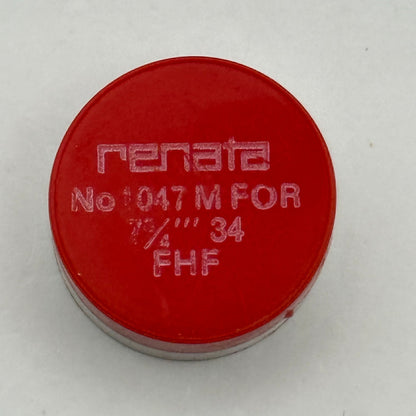 renata
No 1047 M FOR
7¾''' 34
FHF